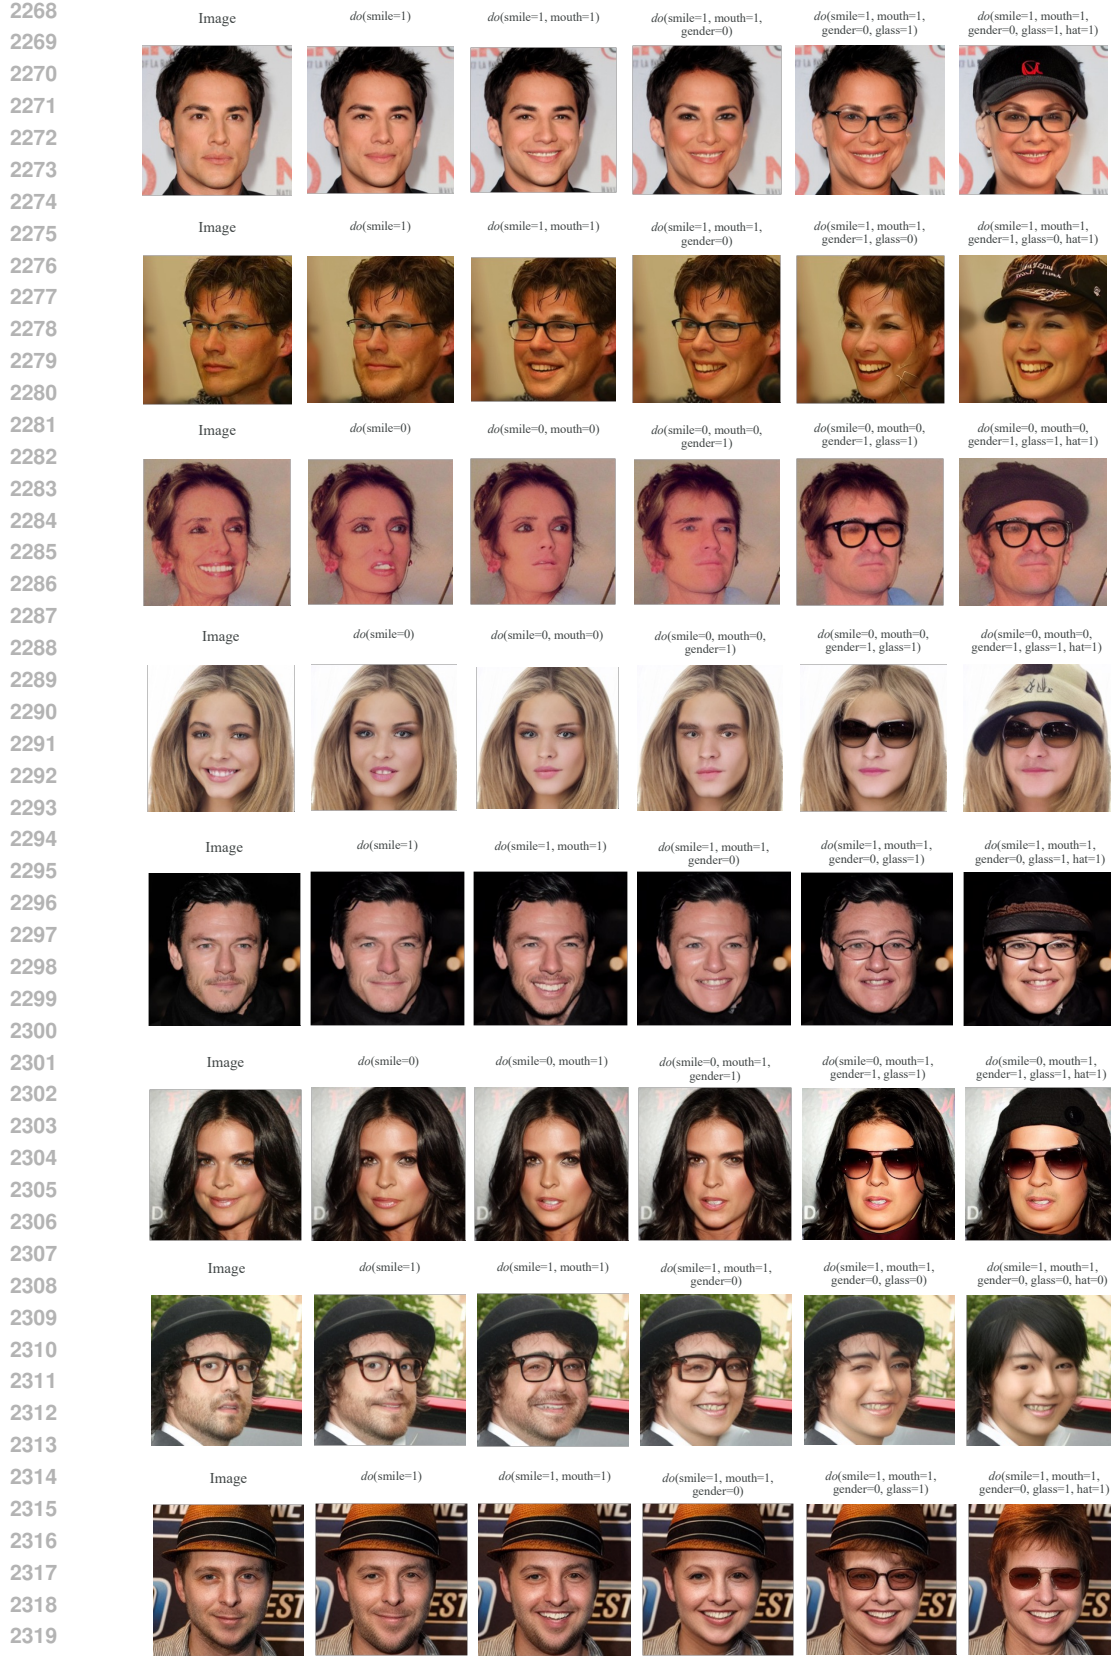 2268
2269
2270
2271
2272
2273
2274
2275
2276
2277
2278
2279
2280
2281
2282
2283
2284
2285
2286
2287
2288
2289
2290
2291
2292
2293
2294
2295
2296
2297
2298
2299
2300
2301
2302
2303
2304
2305
2306
2307
2308
2309
2310
2311
2312
2313
2314
2315
2316
2317
2318
2319
Image
do(smile=1)
do(smile=1, mouth=1)
do(smile=1, mouth=1,
gender=0)
do(smile=1, mouth=1,
gender=0, glass=1)
do(smile=1, mouth=1,
gender=0, glass=1, hat=1)
Image
do(smile=1)
do(smile=1, mouth=1)
do(smile=1, mouth=1,
gender=0)
do(smile=1, mouth=1,
gender=1, glass=0)
do(smile=1, mouth=1,
gender=1, glass=0, hat=1)
Image
do(smile=0)
do(smile=0, mouth=0)
do(smile=0, mouth=0,
gender=1)
do(smile=0, mouth=0,
gender=1, glass=1)
do(smile=0, mouth=0,
gender=1, glass=1, hat=1)
Image
do(smile=0)
do(smile=0, mouth=0)
do(smile=0, mouth=0,
gender=1)
do(smile=0, mouth=0,
gender=1, glass=1)
do(smile=0, mouth=0,
gender=1, glass=1, hat=1)
Image
do(smile=1)
do(smile=1, mouth=1)
do(smile=1, mouth=1,
gender=0)
do(smile=1, mouth=1,
gender=0, glass=1)
do(smile=1, mouth=1,
gender=0, glass=1, hat=1)
Image
do(smile=0)
do(smile=0, mouth=1)
do(smile=0, mouth=1,
gender=1)
do(smile=0, mouth=1,
gender=1, glass=1)
do(smile=0, mouth=1,
gender=1, glass=1, hat=1)
Image
do(smile=1)
do(smile=1, mouth=1)
do(smile=1, mouth=1,
gender=0)
do(smile=1, mouth=1,
gender=0, glass=0)
do(smile=1, mouth=1,
gender=0, glass=0, hat=0)
Image
do(smile=1)
do(smile=1, mouth=1)
do(smile=1, mouth=1,
gender=0)
do(smile=1, mouth=1,
gender=0, glass=1)
do(smile=1, mouth=1,
gender=0, glass=1, hat=1)